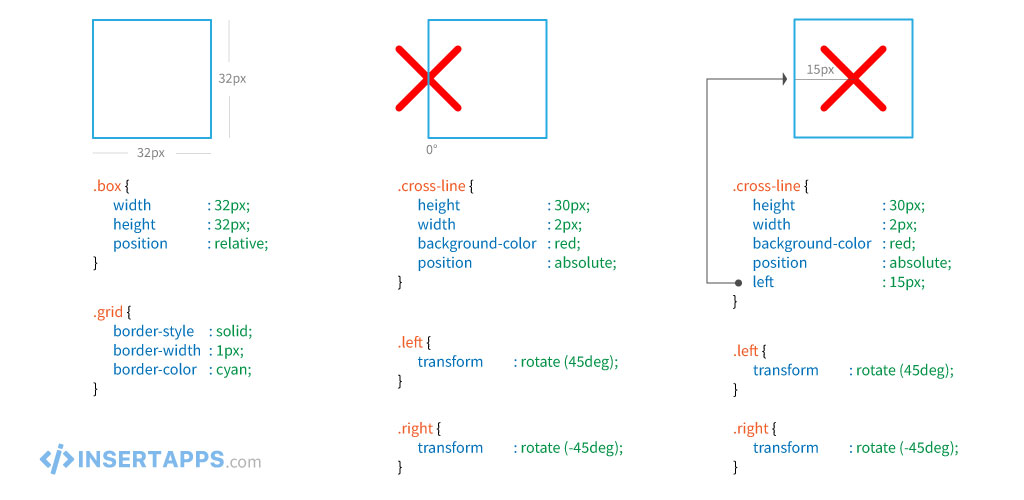 32px
32px
.box {
width : 32px;
height : 32px;
position : relative;
}
.grid {
border-style : solid;
border-width : 1px;
border-color : cyan;
}
0°
.cross-line {
height : 30px;
width : 2px;
background-color : red;
position : absolute;
}
.left {
transform : rotate (45deg);
}
.right {
transform : rotate (-45deg);
}
15px
.cross-line {
height : 30px;
width : 2px;
background-color : red;
position : absolute;
left : 15px;
}
.left {
transform : rotate (45deg);
}
.right {
transform : rotate (-45deg);
}
</> INSERTAPPS.com